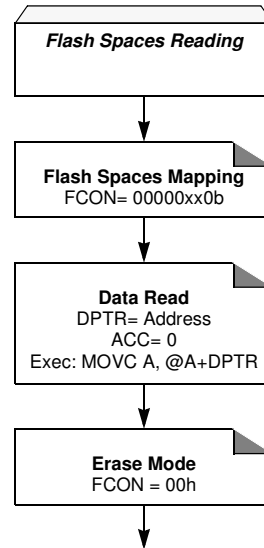 Flash Spaces Reading
Flash Spaces Mapping
FCON= 00000xx0b
Data Read
DPTR= Address
ACC= 0
Exec: MOVC A, @A+DPTR
Erase Mode
FCON = 00h